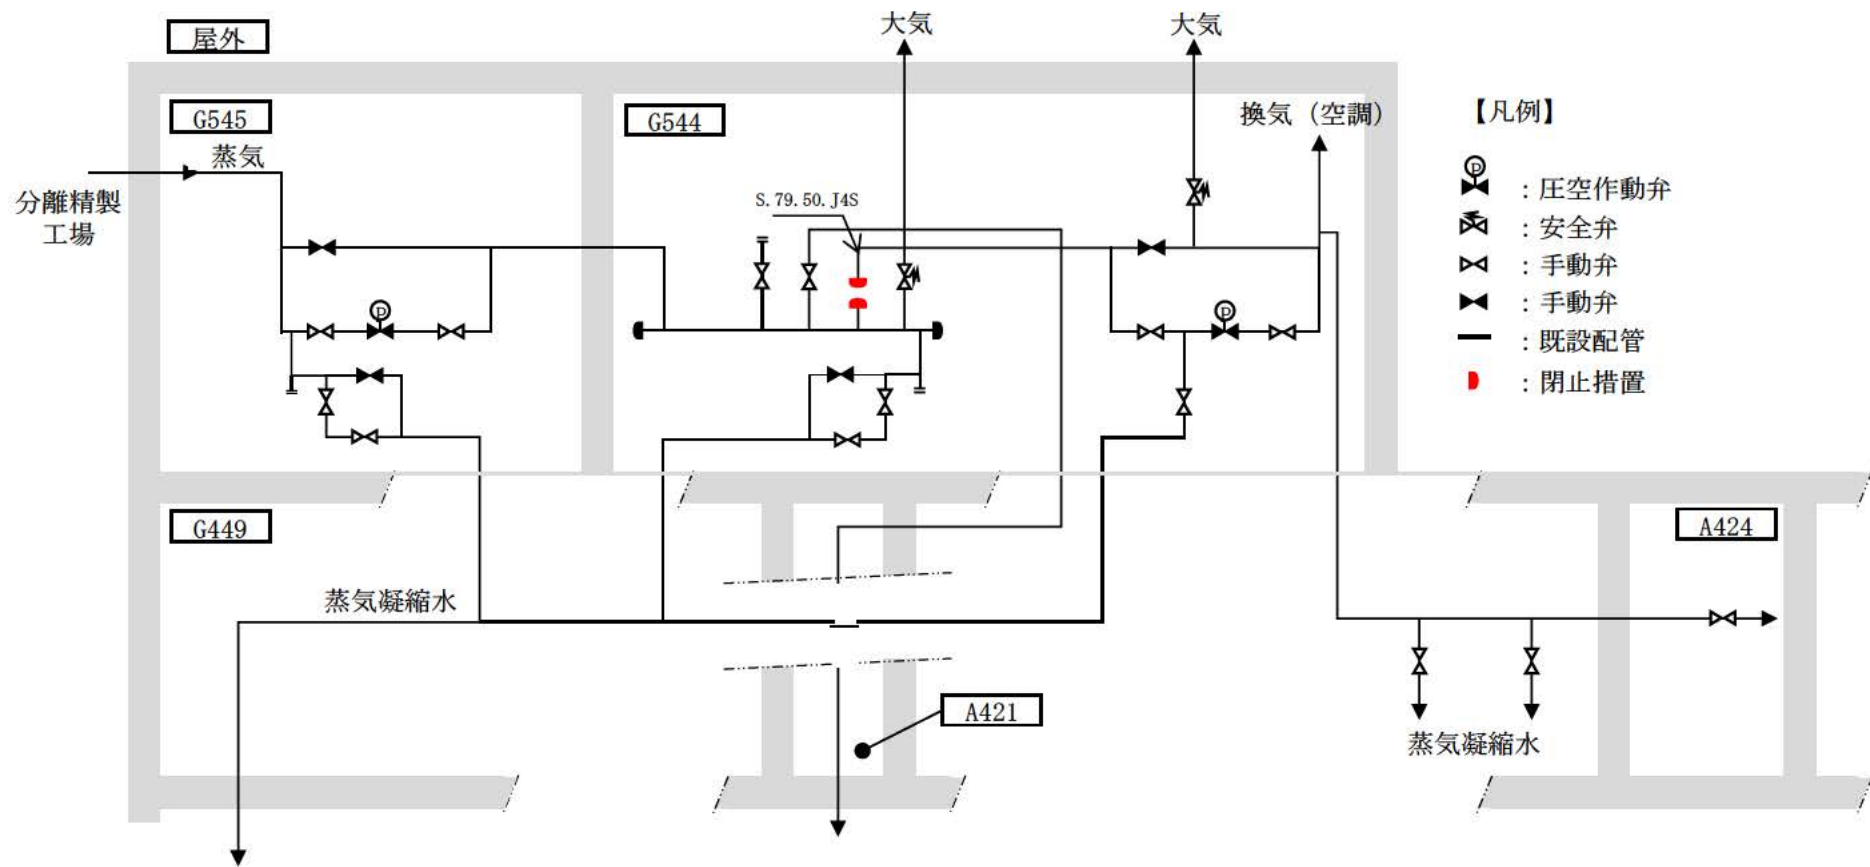 大気
大気
屋外
G545
G544
換気（空調）
【凡例】
蒸気
分離精製
工場
S.79.50.J4S
P
：圧空作動弁
：安全弁
：手動弁
：手動弁
：既設配管
：閉止措置
P
P
G449
A424
蒸気凝縮水
A421
蒸気凝縮水